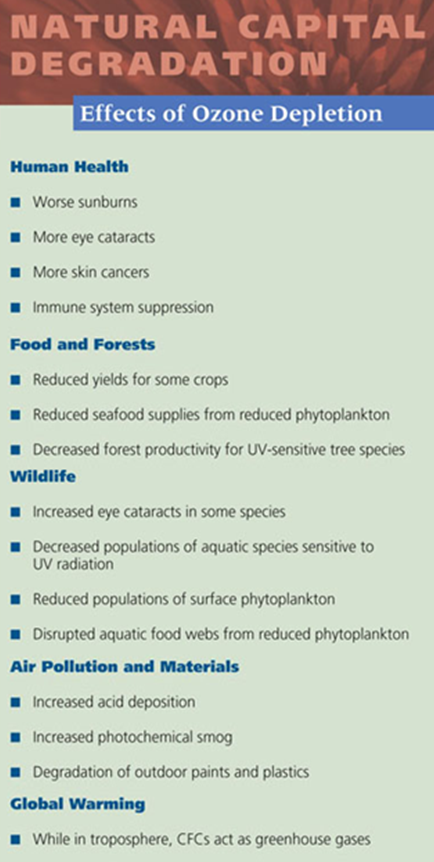 NATURAL CAPITAL
DEGRADATION
Effects of Ozone Depletion
Human Health
■ Worse sunburns
■ More eye cataracts
■ More skin cancers
■ Immune system suppression
Food and Forests
■ Reduced yields for some crops
■ Reduced seafood supplies from reduced phytoplankton
■ Decreased forest productivity for UV-sensitive tree species
Wildlife
■ Increased eye cataracts in some species
■ Decreased populations of aquatic species sensitive to
UV radiation
■ Reduced populations of surface phytoplankton
■ Disrupted aquatic food webs from reduced phytoplankton
Air Pollution and Materials
■ Increased acid deposition
■ Increased photochemical smog
■ Degradation of outdoor paints and plastics
Global Warming
■ While in troposphere, CFCs act as greenhouse gases